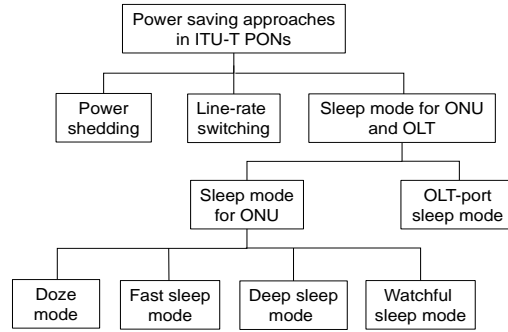 Power saving approaches
in ITU-T PONs
Power
shedding
Line-rate
switching
Sleep mode for ONU
and OLT
Sleep mode
for ONU
OLT-port
sleep mode
Doze
mode
Fast sleep
mode
Deep sleep
mode
Watchful
sleep mode